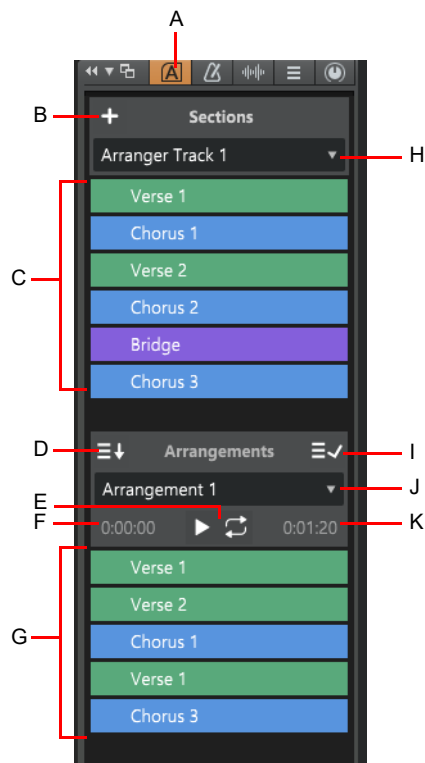 A
A
B
Sections
Arranger Track 1
H
Verse 1
Chorus 1
C
Verse 2
Chorus 2
Bridge
Chorus 3
D
Arrangements
I
Arrangement 1
J
E
F
0:00:00
0:01:20
K
Verse 1
Verse 2
G
Chorus 1
Verse 1
Chorus 3